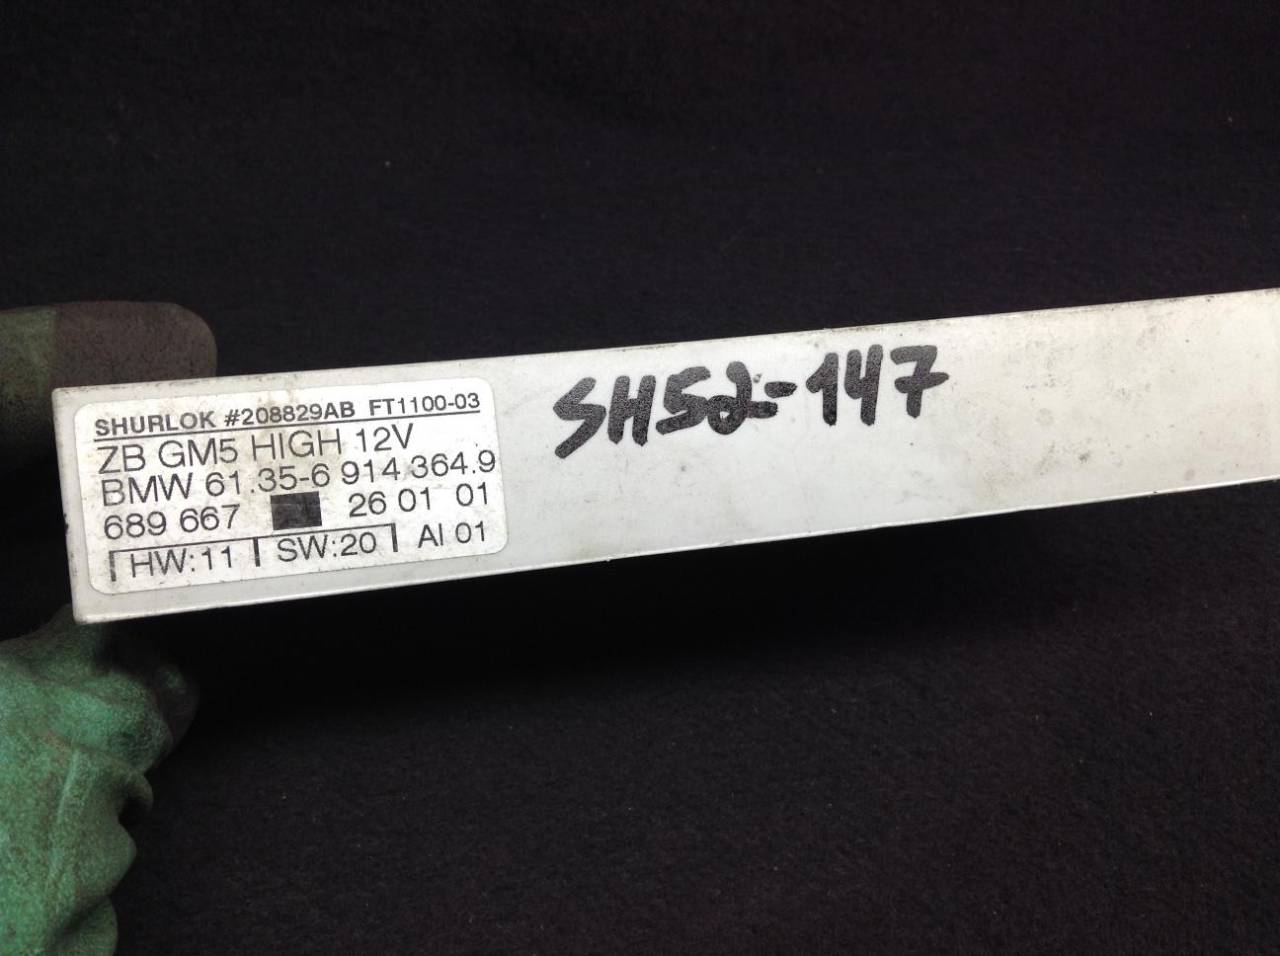 SHURLOK #208829AB FT1100-03
ZB GM5 HIGH 12V
BMW 61.35-6 914 364.9
689 667 26 01 01
HW:11 SW:20 AI 01
SH52-147